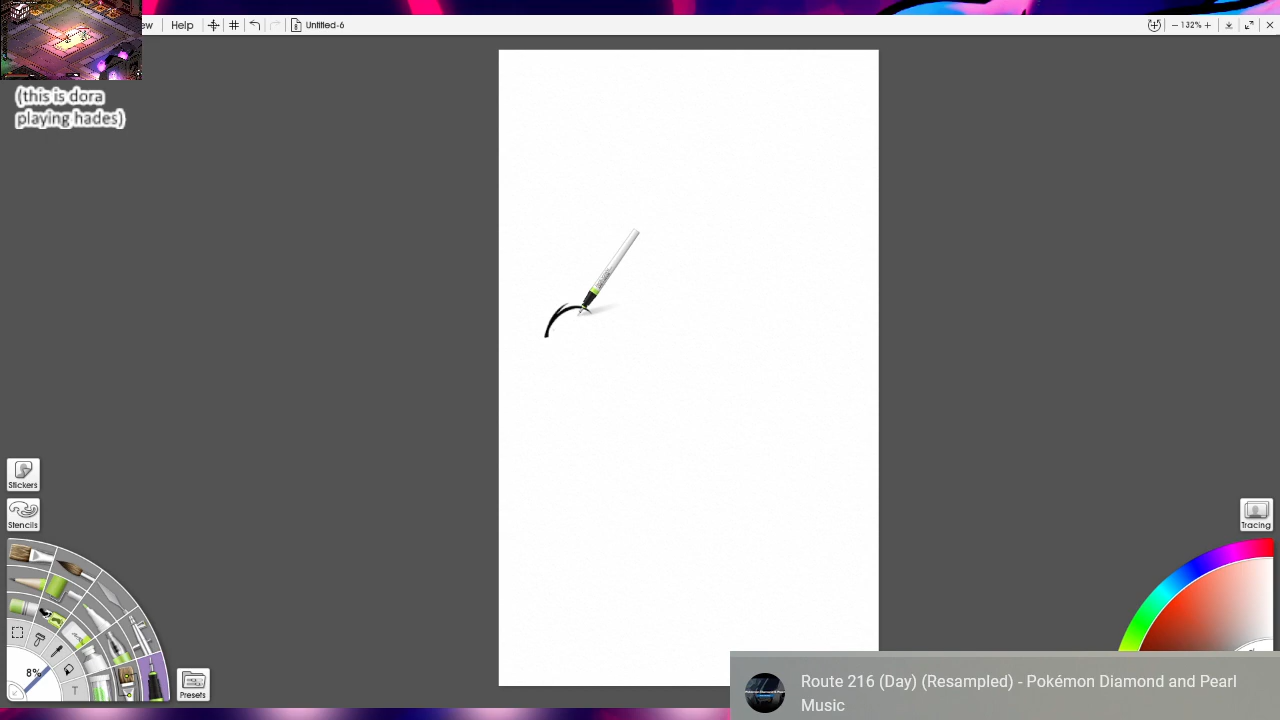 ew Help Untitled-6 132%
(this is dora
playing hades)
Stickers
Stencils
Tracing
8%
T
Presets
Route 216 (Day) (Resampled) - Pokémon Diamond and Pearl
Music